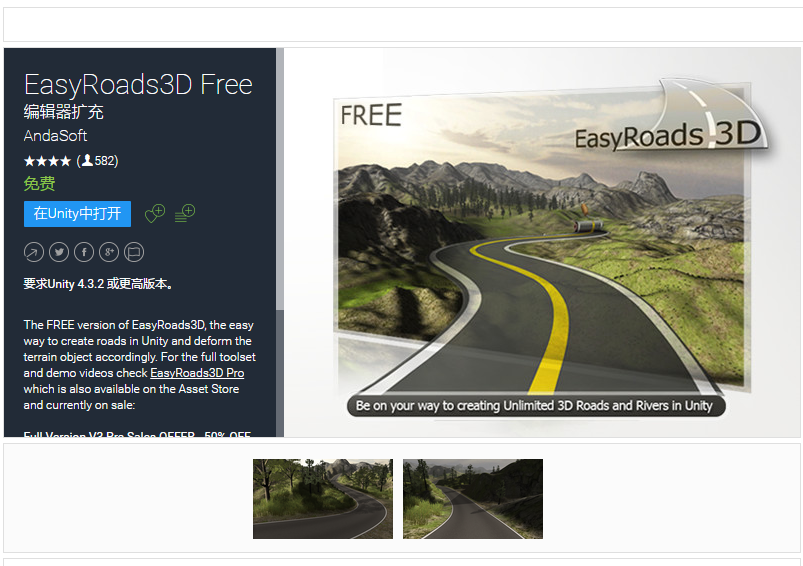 EasyRoads3D Free
编辑器扩充
AndaSoft
★★★★ (582)
免费
在Unity中打开
要求Unity 4.3.2 或更高版本。
The FREE version of EasyRoads3D, the easy
way to create roads in Unity and deform the
terrain object accordingly. For the full toolset
and demo videos check EasyRoads3D Pro
which is also available on the Asset Store
and currently on sale:
Full Version V3 Pro Sales OFFER - 50% OFF
FREE
EasyRoads 3D
Be on your way to creating Unlimited 3D Roads and Rivers in Unity